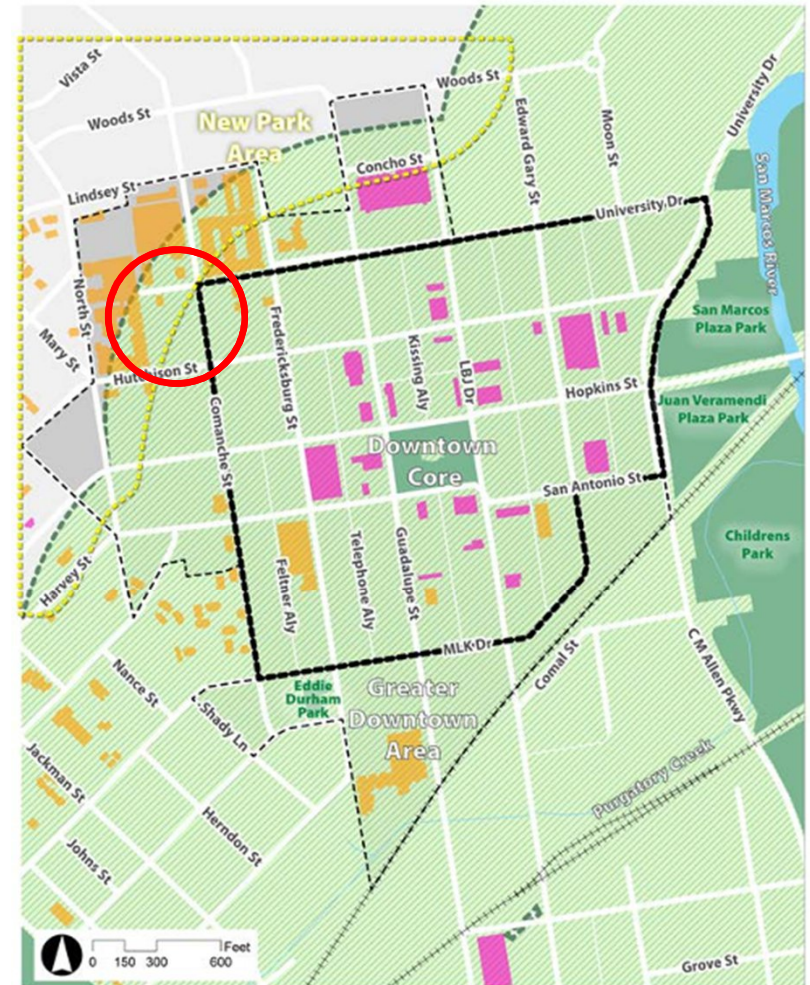 Vista St
Woods St
Woods St
New Park
Area
Edward Gary St
Moon St
University Dr
San Marcos River
Concho St
Lindsey St
University Dr
North St
Mary St
Hutchison St
Fredericksburg St
Kissing Aly
LBJ Dr
San Marcos
Plaza Park
Hopkins St
Juan Veramendi
Plaza Park
Comanche St
Downtown
Core
San Antonio St
Harvey St
Feltner Aly
Telephone Aly
Guadalupe St
Childrens
Park
MLK Dr
Comal St
C M Allen Pkwy
Nance St
Shady Ln
Eddie
Durham
Park
Greater
Downtown
Area
Jackman St
Herndon St
Johns St
Purgatory Creek
Feet
0 150 300 600
Grove St